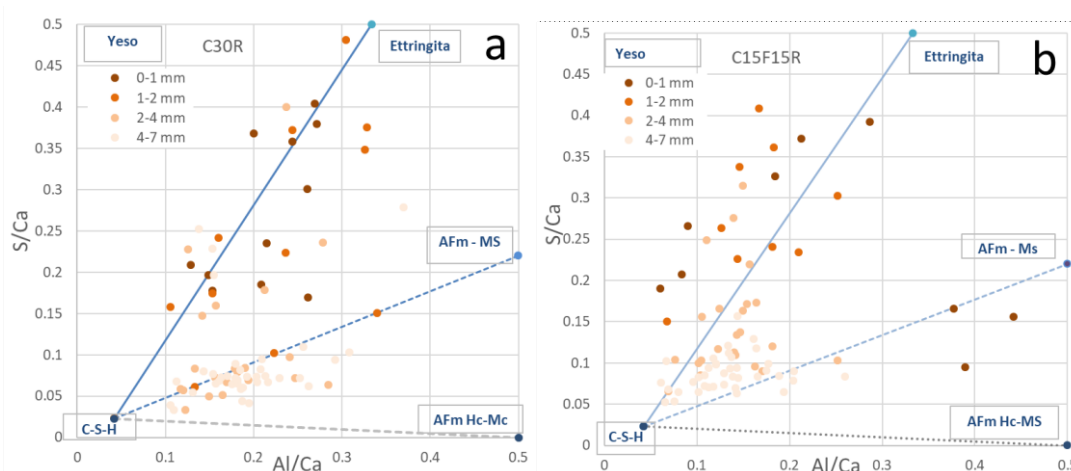 a
C30R
Yeso
0-1 mm
1-2 mm
2-4 mm
4-7 mm
Ettringita
AFm - MS
AFm Hc-Mc
C-S-H
S/Ca
0.5
0.45
0.4
0.35
0.3
0.25
0.2
0.15
0.1
0.05
0
0
0.1
0.2
0.3
0.4
0.5
Al/Ca
b
C15F15R
Yeso
0-1 mm
1-2 mm
2-4 mm
4-7 mm
Ettringita
AFm - Ms
AFm Hc-MS
C-S-H
S/Ca
0.5
0.45
0.4
0.35
0.3
0.25
0.2
0.15
0.1
0.05
0
0
0.1
0.2
0.3
0.4
0.5
Al/Ca